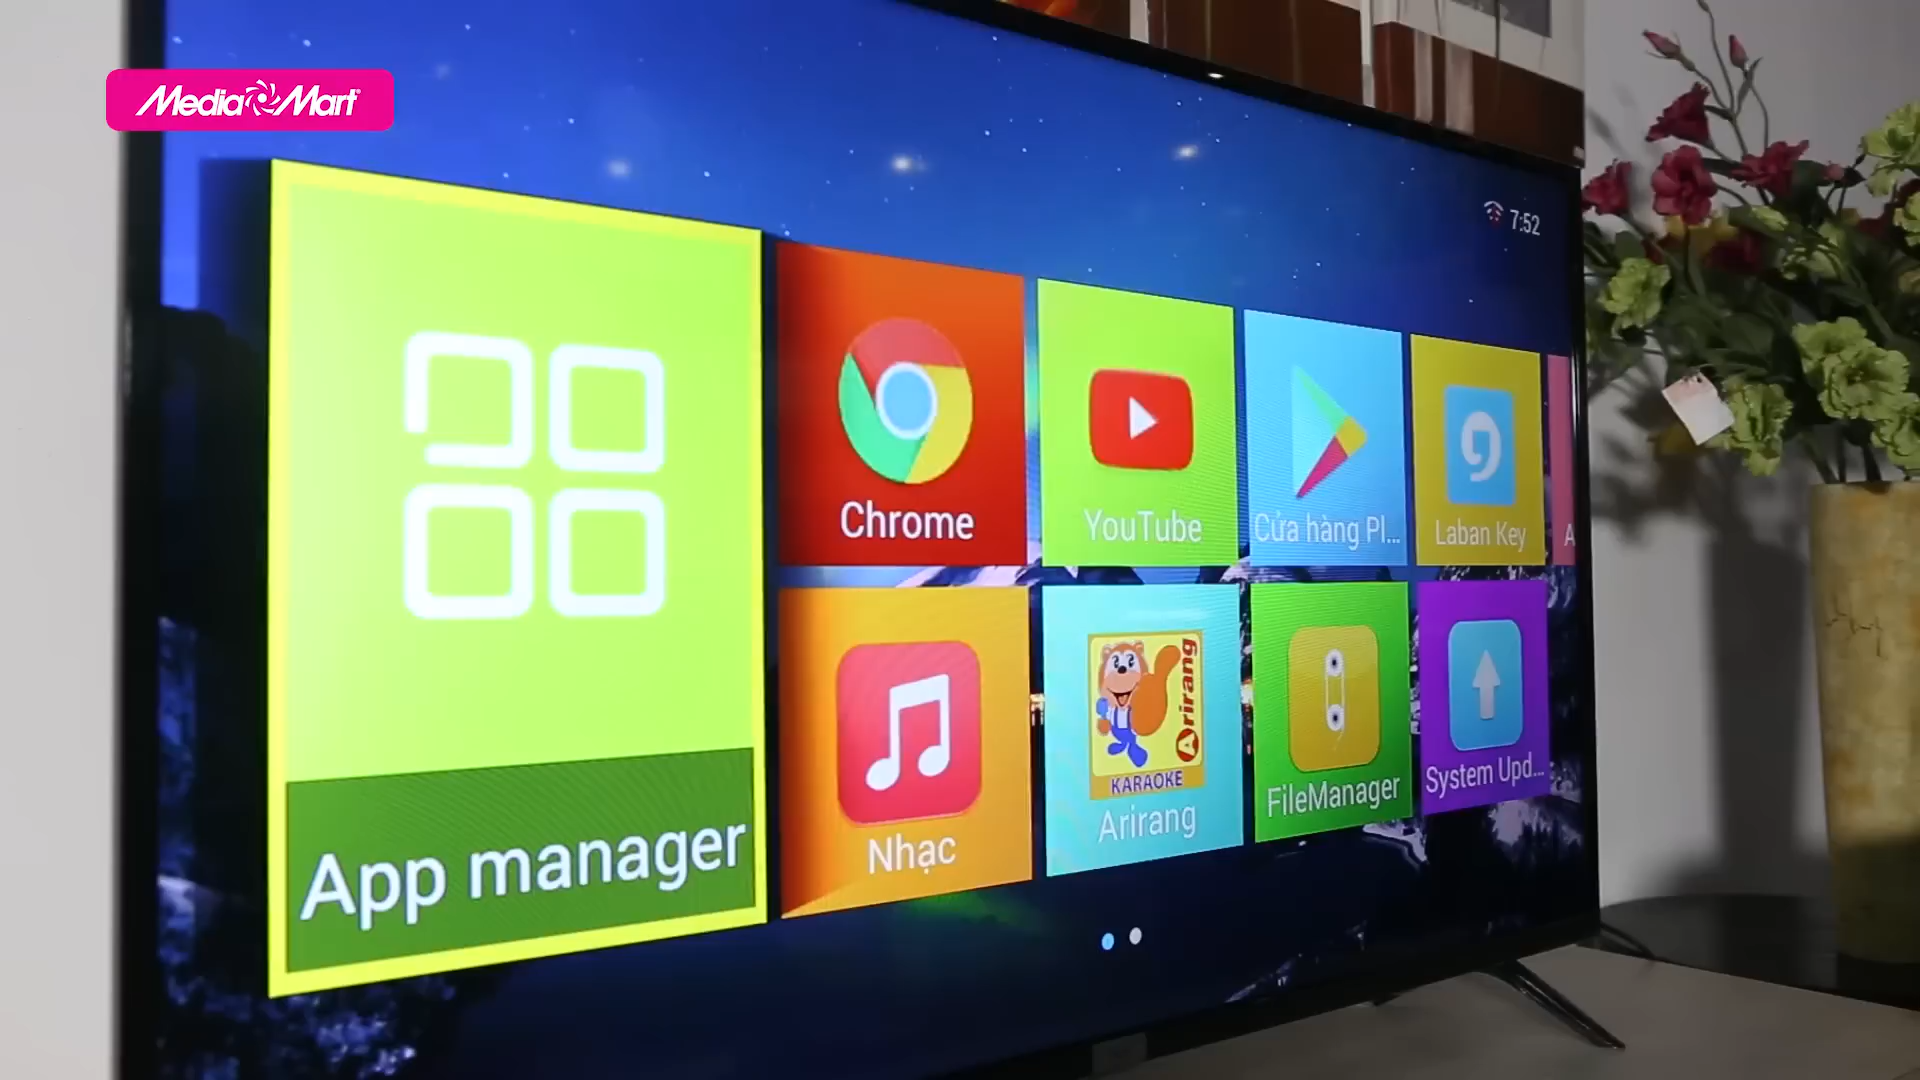 MediaMart
7:52
App manager
Chrome
YouTube
Cửa hàng Pl...
Laban Key
A
Nhạc
Arirang
KARAOKE
Arirang
FileManager
System Upd...